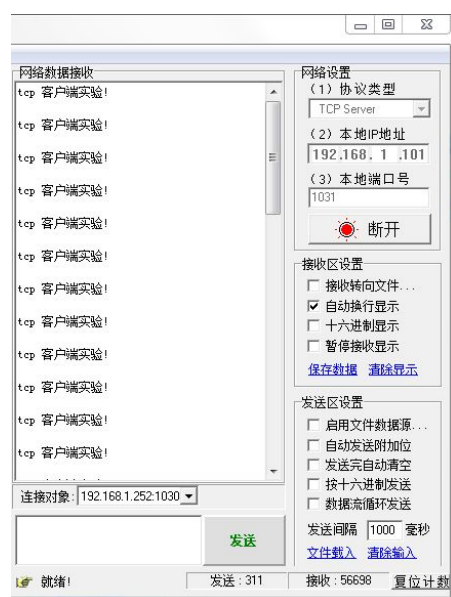 网络数据接收
tcp 客户端实验!
tcp 客户端实验!
tcp 客户端实验!
tcp 客户端实验!
tcp 客户端实验!
tcp 客户端实验!
tcp 客户端实验!
tcp 客户端实验!
tcp 客户端实验!
tcp 客户端实验!
tcp 客户端实验!
tcp 客户端实验!
连接对象: 192.168.1.252:1030
发送
网络设置
(1) 协议类型
TCP Server
(2) 本地IP地址
192.168. 1 .101
(3) 本地端口号
1031
断开
接收区设置
接收转向文件...
自动换行显示
十六进制显示
暂停接收显示
保存数据 清除显示
发送区设置
启用文件数据源...
自动发送附加位
发送完自动清空
按十六进制发送
数据流循环发送
发送间隔 1000 毫秒
文件载入 清除输入
就绪! 发送 : 311 接收 : 56698 复位计数